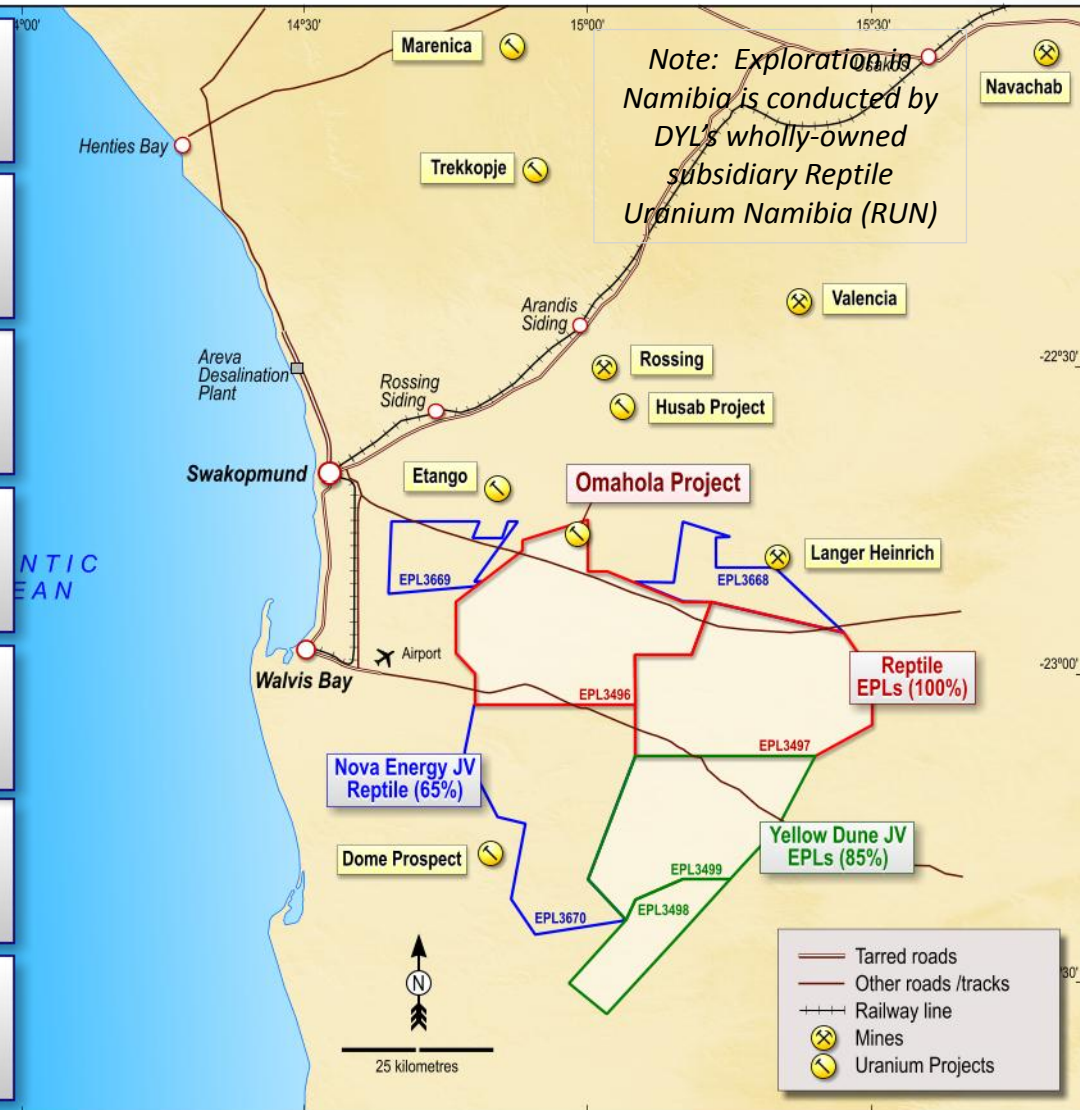 4°00'
14°30'
15°00'
15°30'
Marenica
Navachab
Note: Exploration in
Namibia is conducted by
DYL's wholly-owned
subsidiary Reptile
Uranium Namibia (RUN)
Usakos
Henties Bay
Trekkopje
Valencia
Arandis
Siding
-22°30'
Areva
Desalination
Plant
Rossing
Siding
Rossing
Husab Project
Swakopmund
Etango
Omahola Project
Langer Heinrich
NTIC
EAN
EPL3669
EPL3668
Airport
Walvis Bay
-23°00'
Reptile
EPLs (100%)
EPL3496
EPL3497
Nova Energy JV
Reptile (65%)
Yellow Dune JV
EPLs (85%)
Dome Prospect
EPL3499
EPL3498
EPL3670
N
25 kilometres
Tarred roads
Other roads /tracks
Railway line
Mines
Uranium Projects
30'